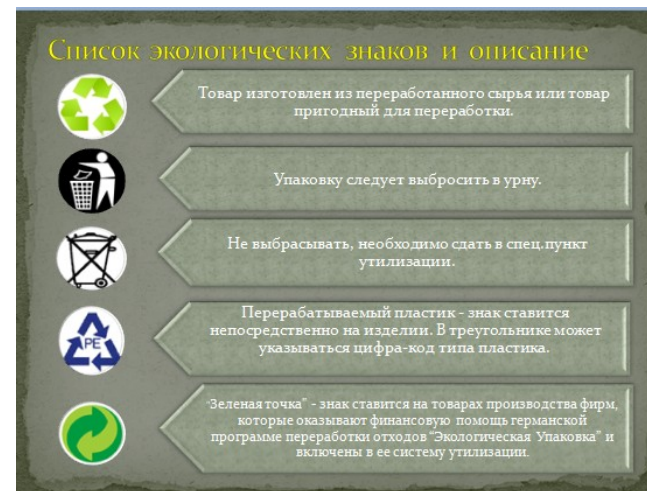 Список экологических знаков и описание
Товар изготовлен из переработанного сырья или товар
пригодный для переработки.
Упаковку следует выбросить в урну.
Не выбрасывать, необходимо сдать в спец.пункт
утилизации.
Перерабатываемый пластик - знак ставится
непосредственно на изделии. В треугольнике может
указываться цифра-код типа пластика.
PE
"Зеленая точка" - знак ставится на товарах производства фирм,
которые оказывают финансовую помощь германской
программе переработки отходов "Экологическая Упаковка" и
включены в ее систему утилизации.